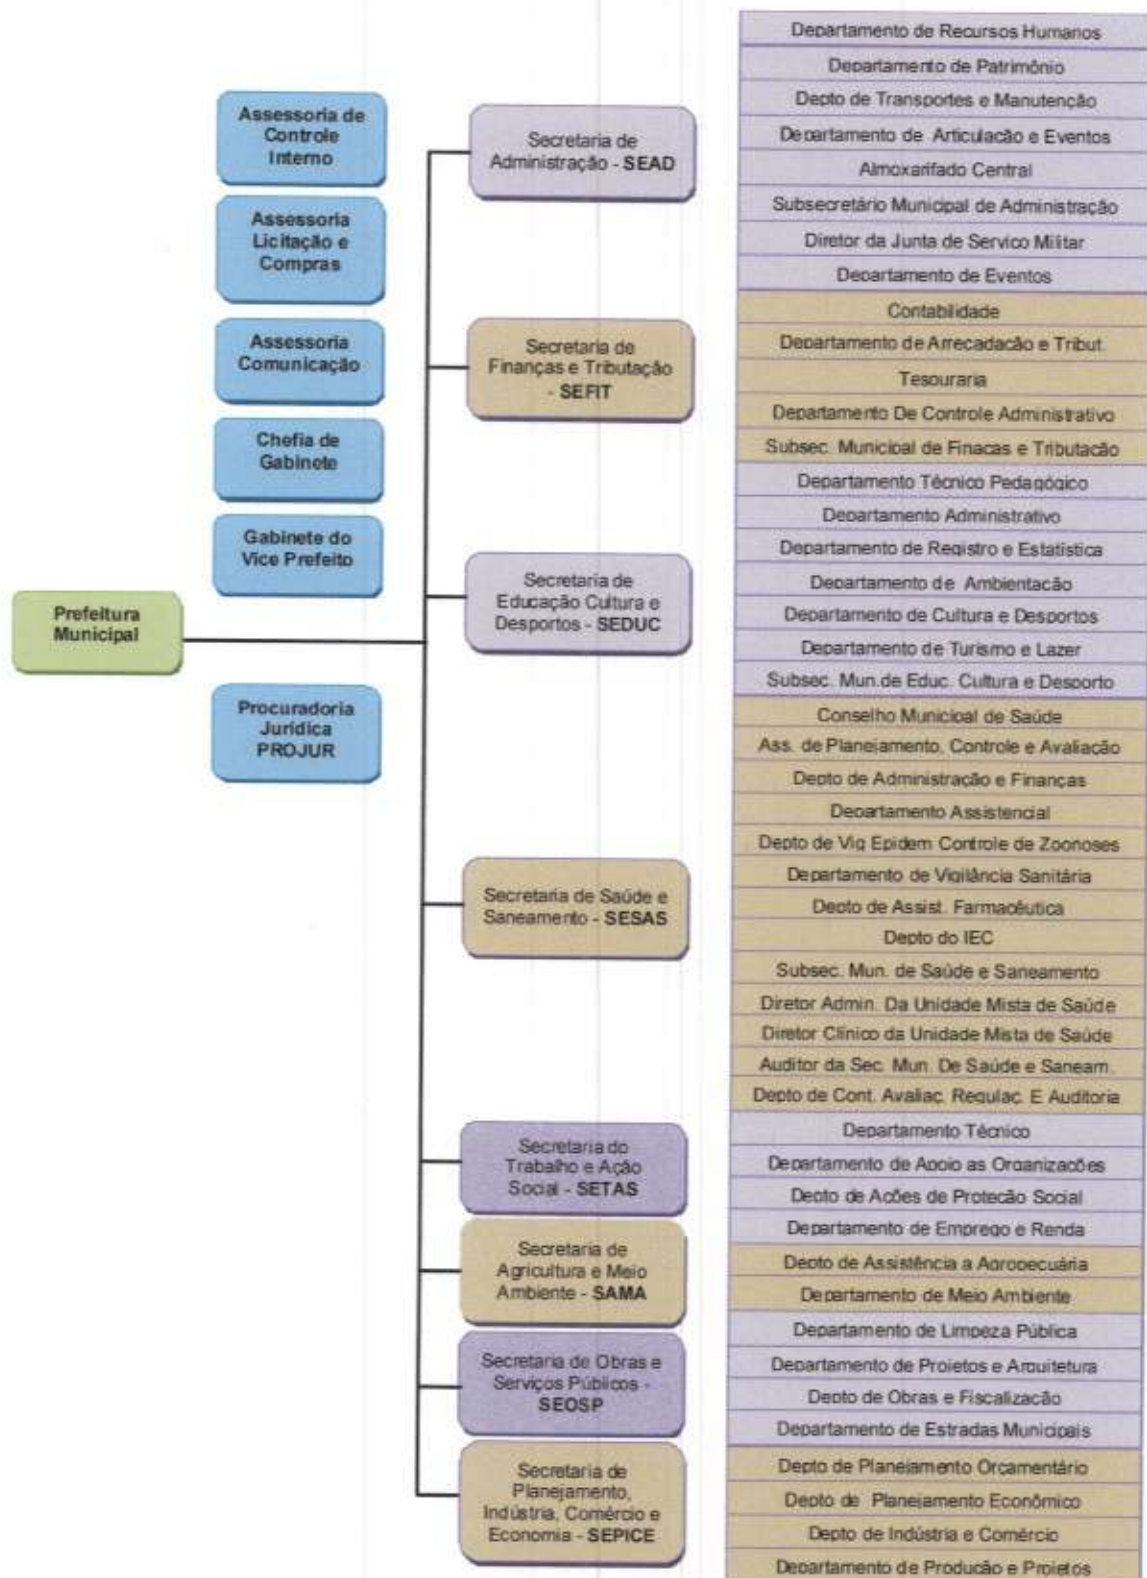 Prefeitura
Municipal
Assessoria de
Controle
Interno
Assessoria
Licitação e
Compras
Assessoria
Comunicação
Chefia de
Gabinete
Gabinete do
Vice Prefeito
Procuradoria
Jurídica
PROJUR
Secretaria de
Administração - SEAD
Secretaria de
Finanças e Tributação
- SEFIT
Secretaria de
Educação Cultura e
Desportos - SEDUC
Secretaria de Saúde e
Saneamento - SESAS
Secretaria do
Trabalho e Ação
Social - SETAS
Secretaria de
Agricultura e Meio
Ambiente - SAMA
Secretaria de Obras e
Serviços Públicos -
SEOSP
Secretaria de
Planejamento,
Indústria, Comércio e
Economia - SEPICE
Departamento de Recursos Humanos
Departamento de Patrimônio
Depto de Transportes e Manutenção
Departamento de Articulação e Eventos
Almoxarifado Central
Subsecretário Municipal de Administração
Diretor da Junta de Serviço Militar
Departamento de Eventos
Contabilidade
Departamento de Arrecadação e Tribut.
Tesouraria
Departamento De Controle Administrativo
Subsec. Municipal de Finaças e Tributação
Departamento Técnico Pedagógico
Departamento Administrativo
Departamento de Registro e Estatística
Departamento de Ambientação
Departamento de Cultura e Desportos
Departamento de Turismo e Lazer
Subsec. Mun.de Educ. Cultura e Desporto
Conselho Municipal de Saúde
Ass. de Planejamento, Controle e Avaliação
Depto de Administração e Finanças
Departamento Assistencial
Depto de Vig Epidem Controle de Zoonoses
Departamento de Vigilância Sanitária
Depto de Assist. Farmacêutica
Depto do IEC
Subsec. Mun. de Saúde e Saneamento
Diretor Admin. Da Unidade Mista de Saúde
Diretor Clínico da Unidade Mista de Saúde
Auditor da Sec. Mun. De Saúde e Saneam.
Depto de Cont. Avaliaç. Regulaç. E Auditoria
Departamento Técnico
Departamento de Apoio as Organizações
Depto de Ações de Proteção Social
Departamento de Emprego e Renda
Depto de Assistência a Agropecuária
Departamento de Meio Ambiente
Departamento de Limpeza Pública
Departamento de Projetos e Arquitetura
Depto de Obras e Fiscalização
Departamento de Estradas Municipais
Depto de Planejamento Orçamentário
Depto de Planejamento Econômico
Depto de Indústria e Comércio
Departamento de Produção e Projetos